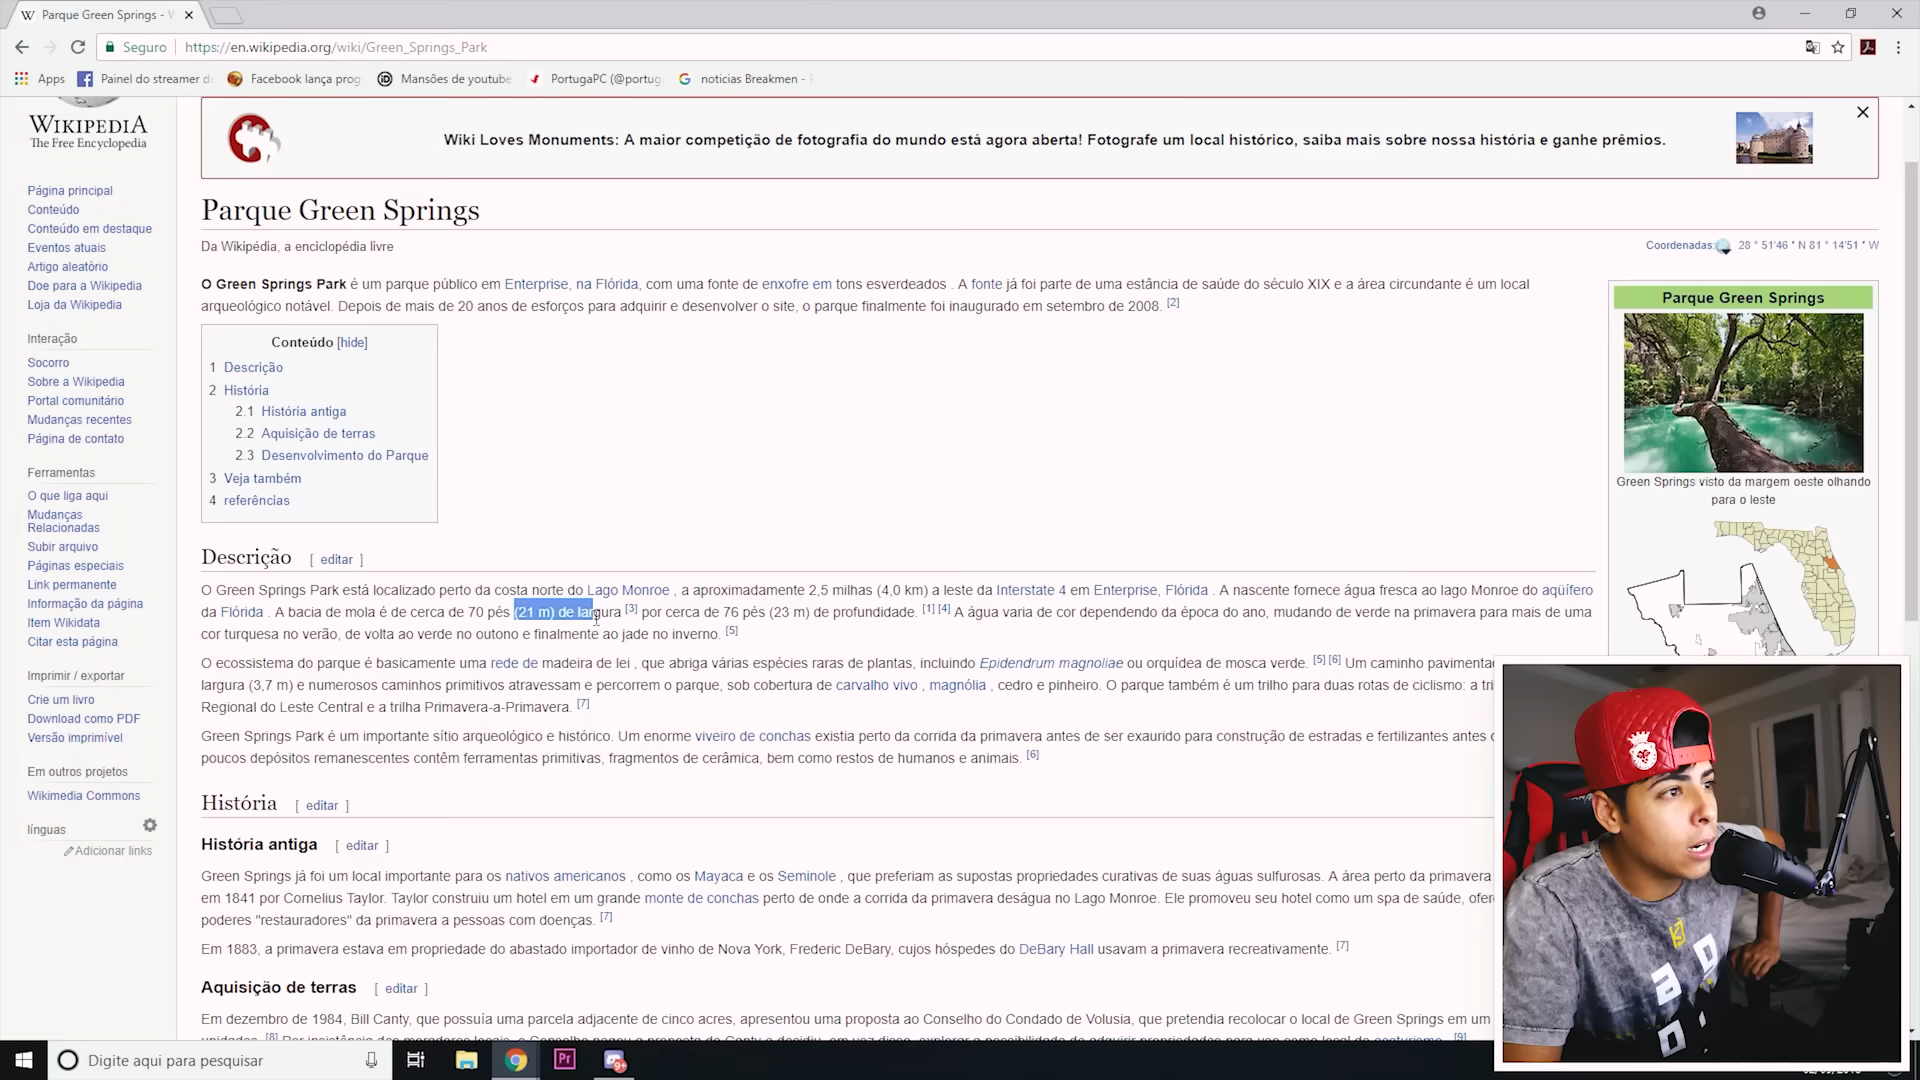 Parque Green Springs - W
Seguro
https://en.wikipedia.org/wiki/Green_Springs_Park
Apps
Painel do streamer d
Facebook lança prog
Mansões de youtube
PortugaPC (@portug
noticias Breakmen -
WIKIPEDIA
The Free Encyclopedia
Página principal
Conteúdo
Conteúdo em destaque
Eventos atuais
Artigo aleatório
Doe para a Wikipedia
Loja da Wikipedia
Interação
Socorro
Sobre a Wikipedia
Portal comunitário
Mudanças recentes
Página de contato
Ferramentas
O que liga aqui
Mudanças
Relacionadas
Subir arquivo
Páginas especiais
Link permanente
Informação da página
Item Wikidata
Citar esta página
Imprimir / exportar
Crie um livro
Download como PDF
Versão imprimível
Em outros projetos
Wikimedia Commons
línguas
Adicionar links
Wiki Loves Monuments: A maior competição de fotografia do mundo está agora aberta! Fotografe um local histórico, saiba mais sobre nossa história e ganhe prêmios.
Parque Green Springs
Da Wikipédia, a enciclopédia livre
Coordenadas: 28 ° 51'46 " N 81 ° 14'51 " W
O Green Springs Park é um parque público em Enterprise, na Flórida, com uma fonte de enxofre em tons esverdeados . A fonte já foi parte de uma estância de saúde do século XIX e a área circundante é um local
arqueológico notável. Depois de mais de 20 anos de esforços para adquirir e desenvolver o site, o parque finalmente foi inaugurado em setembro de 2008. [2]
Conteúdo [hide]
1 Descrição
2 História
2.1 História antiga
2.2 Aquisição de terras
2.3 Desenvolvimento do Parque
3 Veja também
4 referências
Parque Green Springs
Green Springs visto da margem oeste olhando
para o leste
Descrição [ editar ]
O Green Springs Park está localizado perto da costa norte do Lago Monroe , a aproximadamente 2,5 milhas (4,0 km) a leste da Interstate 4 em Enterprise, Flórida . A nascente fornece água fresca ao lago Monroe do aqüífero
da Flórida . A bacia de mola é de cerca de 70 pés (21 m) de largura [3] por cerca de 76 pés (23 m) de profundidade. [1] [4] A água varia de cor dependendo da época do ano, mudando de verde na primavera para mais de uma
cor turquesa no verão, de volta ao verde no outono e finalmente ao jade no inverno. [5]
O ecossistema do parque é basicamente uma rede de madeira de lei , que abriga várias espécies raras de plantas, incluindo Epidendrum magnoliae ou orquídea de mosca verde. [5] [6] Um caminho pavimenta
largura (3,7 m) e numerosos caminhos primitivos atravessam e percorrem o parque, sob cobertura de carvalho vivo , magnólia , cedro e pinheiro. O parque também é um trilho para duas rotas de ciclismo: a tri
Regional do Leste Central e a trilha Primavera-a-Primavera. [7]
Green Springs Park é um importante sítio arqueológico e histórico. Um enorme viveiro de conchas existia perto da corrida da primavera antes de ser exaurido para construção de estradas e fertilizantes antes
poucos depósitos remanescentes contêm ferramentas primitivas, fragmentos de cerâmica, bem como restos de humanos e animais. [6]
História [ editar ]
História antiga [ editar ]
Green Springs já foi um local importante para os nativos americanos , como os Mayaca e os Seminole , que preferiam as supostas propriedades curativas de suas águas sulfurosas. A área perto da primavera
em 1841 por Cornelius Taylor. Taylor construiu um hotel em um grande monte de conchas perto de onde a corrida da primavera deságua no Lago Monroe. Ele promoveu seu hotel como um spa de saúde, ofer
poderes "restauradores" da primavera a pessoas com doenças. [7]
Em 1883, a primavera estava em propriedade do abastado importador de vinho de Nova York, Frederic DeBary, cujos hóspedes do DeBary Hall usavam a primavera recreativamente. [7]
Aquisição de terras [ editar ]
Em dezembro de 1984, Bill Canty, que possuía uma parcela adjacente de cinco acres, apresentou uma proposta ao Conselho do Condado de Volusia, que pretendia recolocar o local de Green Springs em um
Digite aqui para pesquisar
Pr
9+